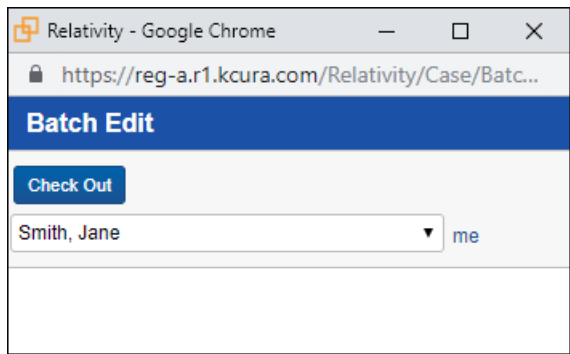 Relativity - Google Chrome
https://reg-a.r1.kcura.com/Relativity/Case/Batc...
Batch Edit
Check Out
Smith, Jane me